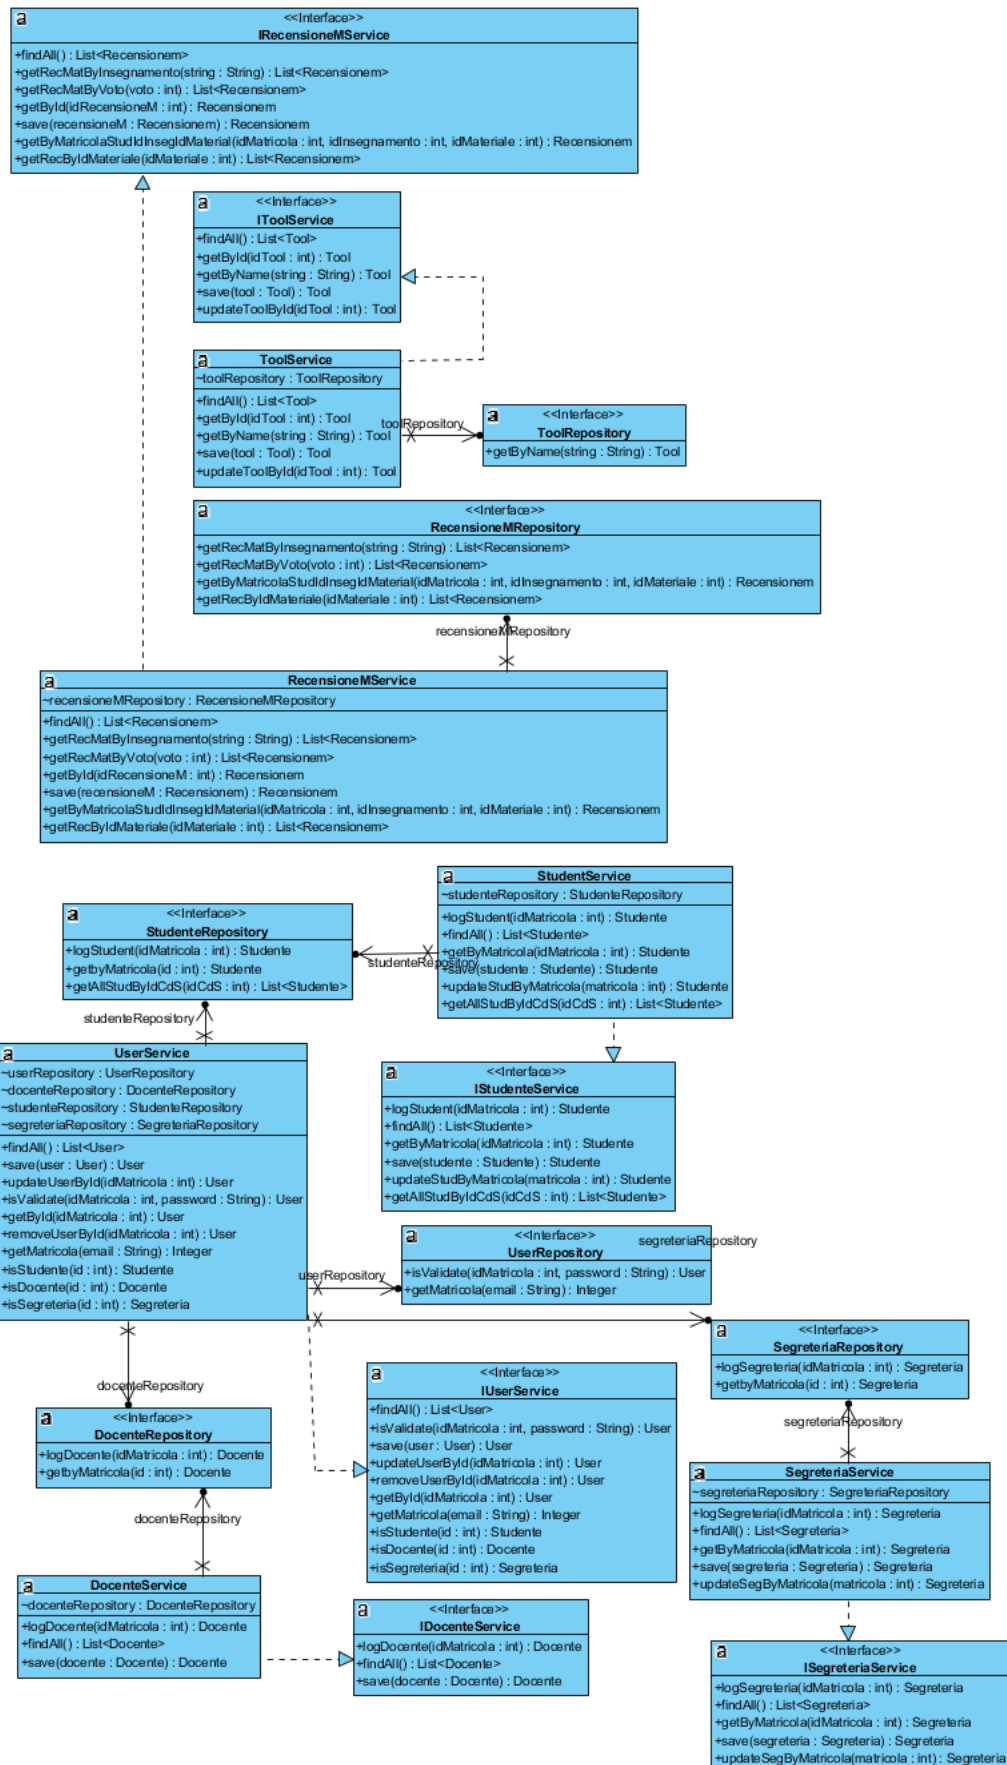 a
<<Interface>>
IRecensioneMService
+findAll() : List<Recensionem>
+getRecMatByInsegnamento(string : String) : List<Recensionem>
+getRecMatByVoto(voto : int) : List<Recensionem>
+getById(idRecensioneM : int) : Recensionem
+save(recensioneM : Recensionem) : Recensionem
+getByMatricolaStudIdInsegIdMaterial(idMatricola : int, idInsegnamento : int, idMateriale : int) : Recensionem
+getRecByIdMateriale(idMateriale : int) : List<Recensionem>
a
<<Interface>>
IToolService
+findAll() : List<Tool>
+getById(idTool : int) : Tool
+getByName(string : String) : Tool
+save(tool : Tool) : Tool
+updateToolById(idTool : int) : Tool
a
ToolService
~toolRepository : ToolRepository
+findAll() : List<Tool>
+getById(idTool : int) : Tool
+getByName(string : String) : Tool
+save(tool : Tool) : Tool
+updateToolById(idTool : int) : Tool
toolRepository
a
<<Interface>>
ToolRepository
+getByName(string : String) : Tool
a
<<Interface>>
RecensioneMRepository
+getRecMatByInsegnamento(string : String) : List<Recensionem>
+getRecMatByVoto(voto : int) : List<Recensionem>
+getByMatricolaStudIdInsegIdMaterial(idMatricola : int, idInsegnamento : int, idMateriale : int) : Recensionem
+getRecByIdMateriale(idMateriale : int) : List<Recensionem>
recensioneMRepository
a
RecensioneMService
~recensioneMRepository : RecensioneMRepository
+findAll() : List<Recensionem>
+getRecMatByInsegnamento(string : String) : List<Recensionem>
+getRecMatByVoto(voto : int) : List<Recensionem>
+getById(idRecensioneM : int) : Recensionem
+save(recensioneM : Recensionem) : Recensionem
+getByMatricolaStudIdInsegIdMaterial(idMatricola : int, idInsegnamento : int, idMateriale : int) : Recensionem
+getRecByIdMateriale(idMateriale : int) : List<Recensionem>
a
StudentService
~studenteRepository : StudenteRepository
+logStudent(idMatricola : int) : Studente
+findAll() : List<Studente>
+getByMatricola(idMatricola : int) : Studente
+save(studente : Studente) : Studente
+updateStudByMatricola(matricola : int) : Studente
+getAllStudByIdCdS(idCdS : int) : List<Studente>
studenteRepository
a
<<Interface>>
StudenteRepository
+logStudent(idMatricola : int) : Studente
+getbyMatricola(id : int) : Studente
+getAllStudByIdCdS(idCdS : int) : List<Studente>
studenteRepository
a
UserService
~userRepository : UserRepository
~docenteRepository : DocenteRepository
~studenteRepository : StudenteRepository
~segreteriaRepository : SegreteriaRepository
+findAll() : List<User>
+save(user : User) : User
+updateUserById(idMatricola : int) : User
+isValidate(idMatricola : int, password : String) : User
+getById(idMatricola : int) : User
+removeUserById(idMatricola : int) : User
+getMatricola(email : String) : Integer
+isStudente(id : int) : Studente
+isDocente(id : int) : Docente
+isSegreteria(id : int) : Segreteria
a
<<Interface>>
IStudenteService
+logStudent(idMatricola : int) : Studente
+findAll() : List<Studente>
+getByMatricola(idMatricola : int) : Studente
+save(studente : Studente) : Studente
+updateStudByMatricola(matricola : int) : Studente
+getAllStudByIdCdS(idCdS : int) : List<Studente>
userRepository
a
<<Interface>>
UserRepository
+isValidate(idMatricola : int, password : String) : User
+getMatricola(email : String) : Integer
segreteriaRepository
a
<<Interface>>
SegreteriaRepository
+logSegreteria(idMatricola : int) : Segreteria
+getbyMatricola(id : int) : Segreteria
docenteRepository
a
<<Interface>>
DocenteRepository
+logDocente(idMatricola : int) : Docente
+getbyMatricola(id : int) : Docente
docenteRepository
a
<<Interface>>
IUserService
+findAll() : List<User>
+isValidate(idMatricola : int, password : String) : User
+save(user : User) : User
+updateUserById(idMatricola : int) : User
+removeUserById(idMatricola : int) : User
+getById(idMatricola : int) : User
+getMatricola(email : String) : Integer
+isStudente(id : int) : Studente
+isDocente(id : int) : Docente
+isSegreteria(id : int) : Segreteria
segreteriaRepository
a
SegreteriaService
~segreteriaRepository : SegreteriaRepository
+logSegreteria(idMatricola : int) : Segreteria
+findAll() : List<Segreteria>
+getByMatricola(idMatricola : int) : Segreteria
+save(segreteria : Segreteria) : Segreteria
+updateSegByMatricola(matricola : int) : Segreteria
a
DocenteService
~docenteRepository : DocenteRepository
+logDocente(idMatricola : int) : Docente
+findAll() : List<Docente>
+save(docente : Docente) : Docente
a
<<Interface>>
IDocenteService
+logDocente(idMatricola : int) : Docente
+findAll() : List<Docente>
+save(docente : Docente) : Docente
a
<<Interface>>
ISegreteriaService
+logSegreteria(idMatricola : int) : Segreteria
+findAll() : List<Segreteria>
+getByMatricola(idMatricola : int) : Segreteria
+save(segreteria : Segreteria) : Segreteria
+updateSegByMatricola(matricola : int) : Segreteria